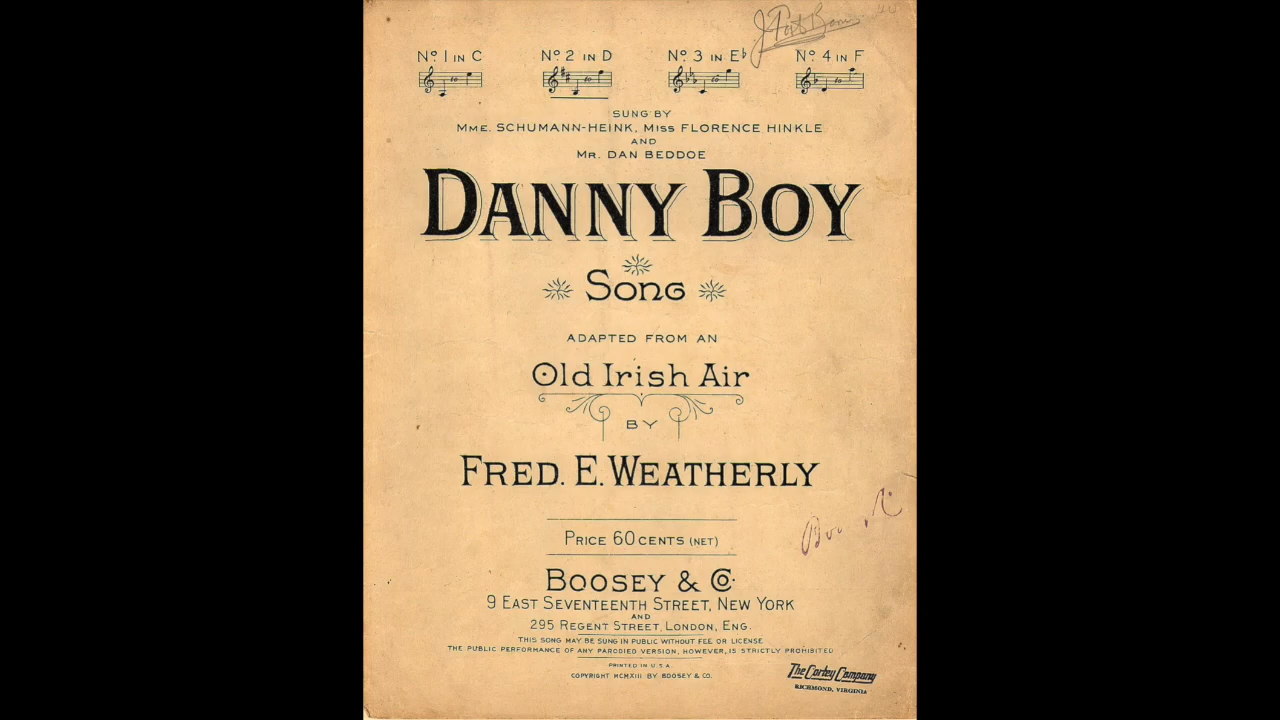 Nº 1 IN C Nº 2 IN D Nº 3 IN E♭ Nº 4 IN F
SUNG BY
MME. SCHUMANN-HEINK, MISS FLORENCE HINKLE
AND
MR. DAN BEDDOE
DANNY BOY
SONG
ADAPTED FROM AN
Old Irish Air
BY
FRED. E. WEATHERLY
PRICE 60 CENTS (NET)
BOOSEY & Co.
9 EAST SEVENTEENTH STREET, NEW YORK
AND
295 REGENT STREET, LONDON, ENG.
THIS SONG MAY BE SUNG IN PUBLIC WITHOUT FEE OR LICENSE
THE PUBLIC PERFORMANCE OF ANY PARODIED VERSION, HOWEVER, IS STRICTLY PROHIBITED
PRINTED IN U.S.A.
COPYRIGHT MCMXIII BY BOOSEY & CO.
The Corley Company
RICHMOND, VIRGINIA